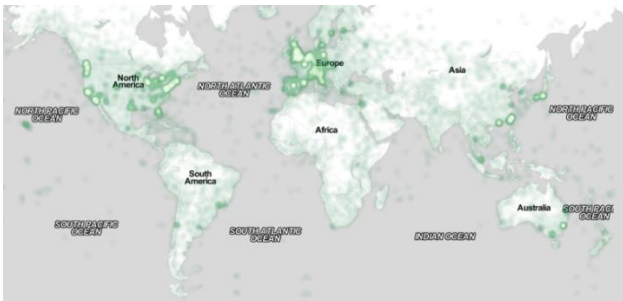 Europe
Asia
North
America
NORTH ATLANTIC
OCEAN
NORTH PACIFIC
OCEAN
NORTH PACIFIC
OCEAN
Africa
South
America
Australia
SOUTH PACI
OCEAN
SOUTH PACIFIC
OCEAN
SOUTH ATLANTIC
OCEAN
INDIAN OCEAN